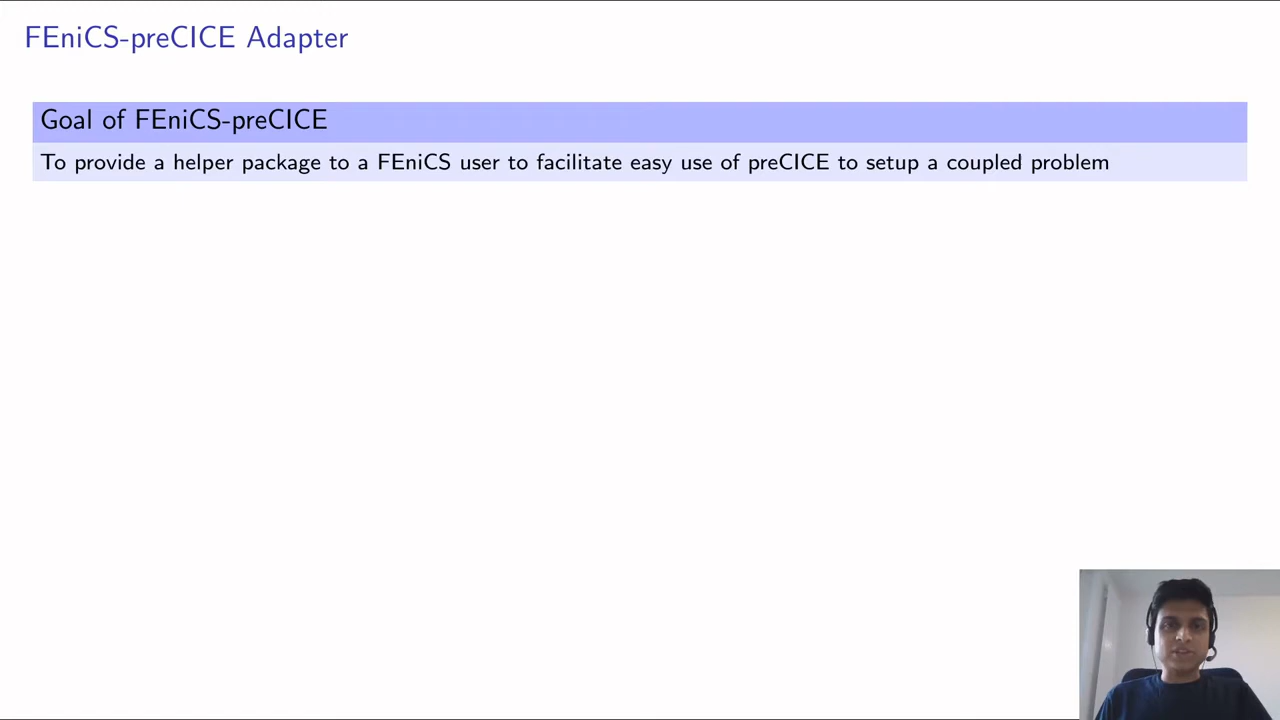 FEniCS-preCICE Adapter
Goal of FEniCS-preCICE
To provide a helper package to a FEniCS user to facilitate easy use of preCICE to setup a coupled problem